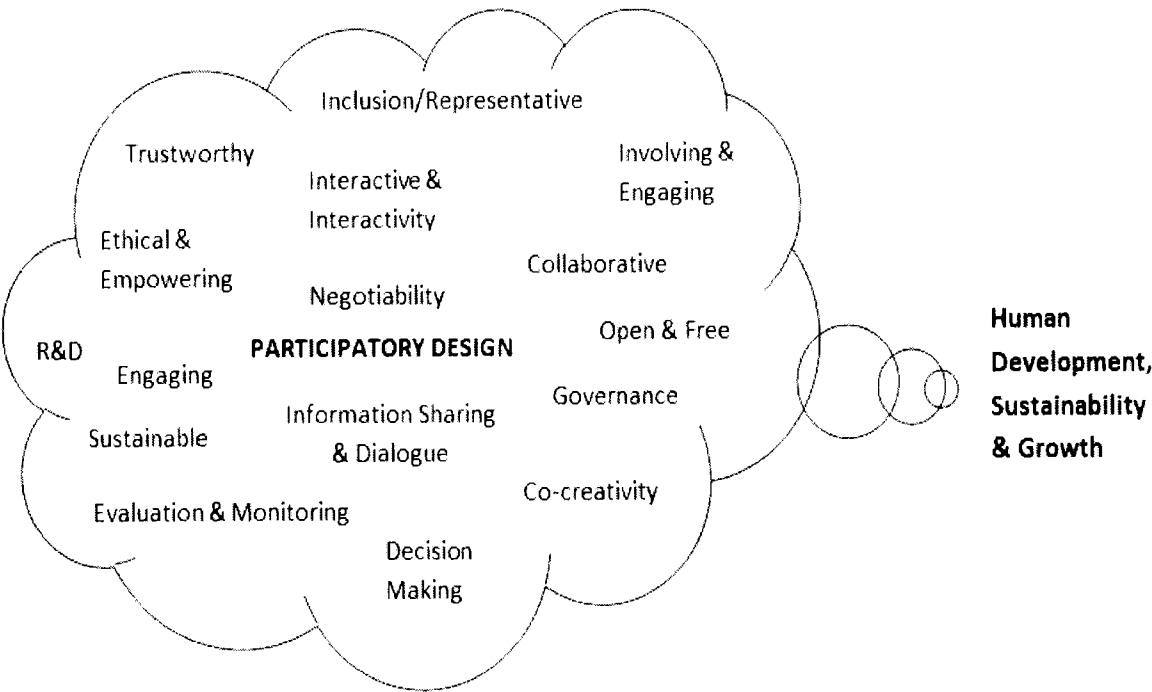 Inclusion/Representative
Trustworthy
Involving &
Engaging
Interactive &
Interactivity
Ethical &
Empowering
Collaborative
Negotiability
Open & Free
R&D
PARTICIPATORY DESIGN
Engaging
Governance
Information Sharing
& Dialogue
Sustainable
Co-creativity
Evaluation & Monitoring
Decision
Making
Human
Development,
Sustainability
& Growth